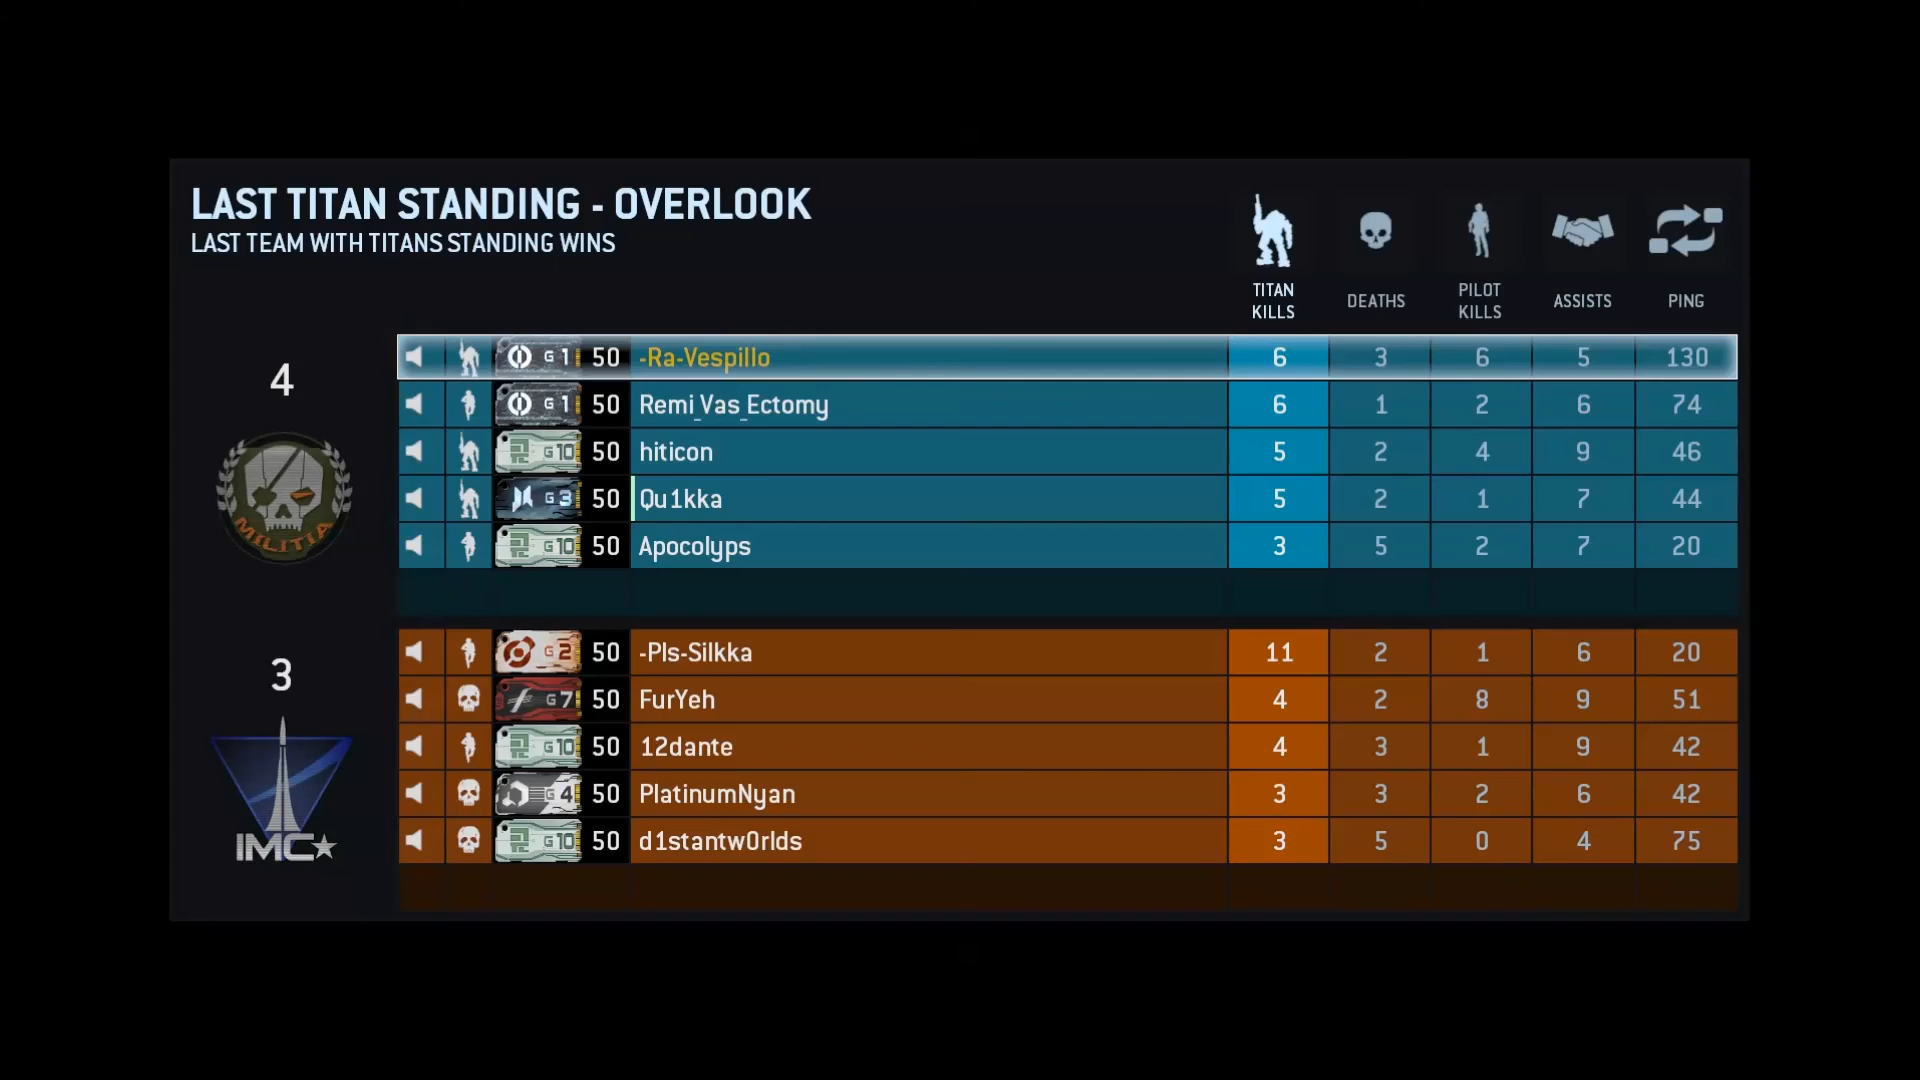 LAST TITAN STANDING - OVERLOOK
LAST TEAM WITH TITANS STANDING WINS
TITAN KILLS DEATHS PILOT KILLS ASSISTS PING
4
MILITIA
G1 50 -Ra-Vespillo 6 3 6 5 130
G1 50 Remi_Vas_Ectomy 6 1 2 6 74
G10 50 hiticon 5 2 4 9 46
G3 50 Qu1kka 5 2 1 7 44
G10 50 Apocolyps 3 5 2 7 20
3
IMC
G2 50 -Pls-Silkka 11 2 1 6 20
G7 50 FurYeh 4 2 8 9 51
G10 50 12dante 4 3 1 9 42
G4 50 PlatinumNyan 3 3 2 6 42
G10 50 d1stantw0rlds 3 5 0 4 75